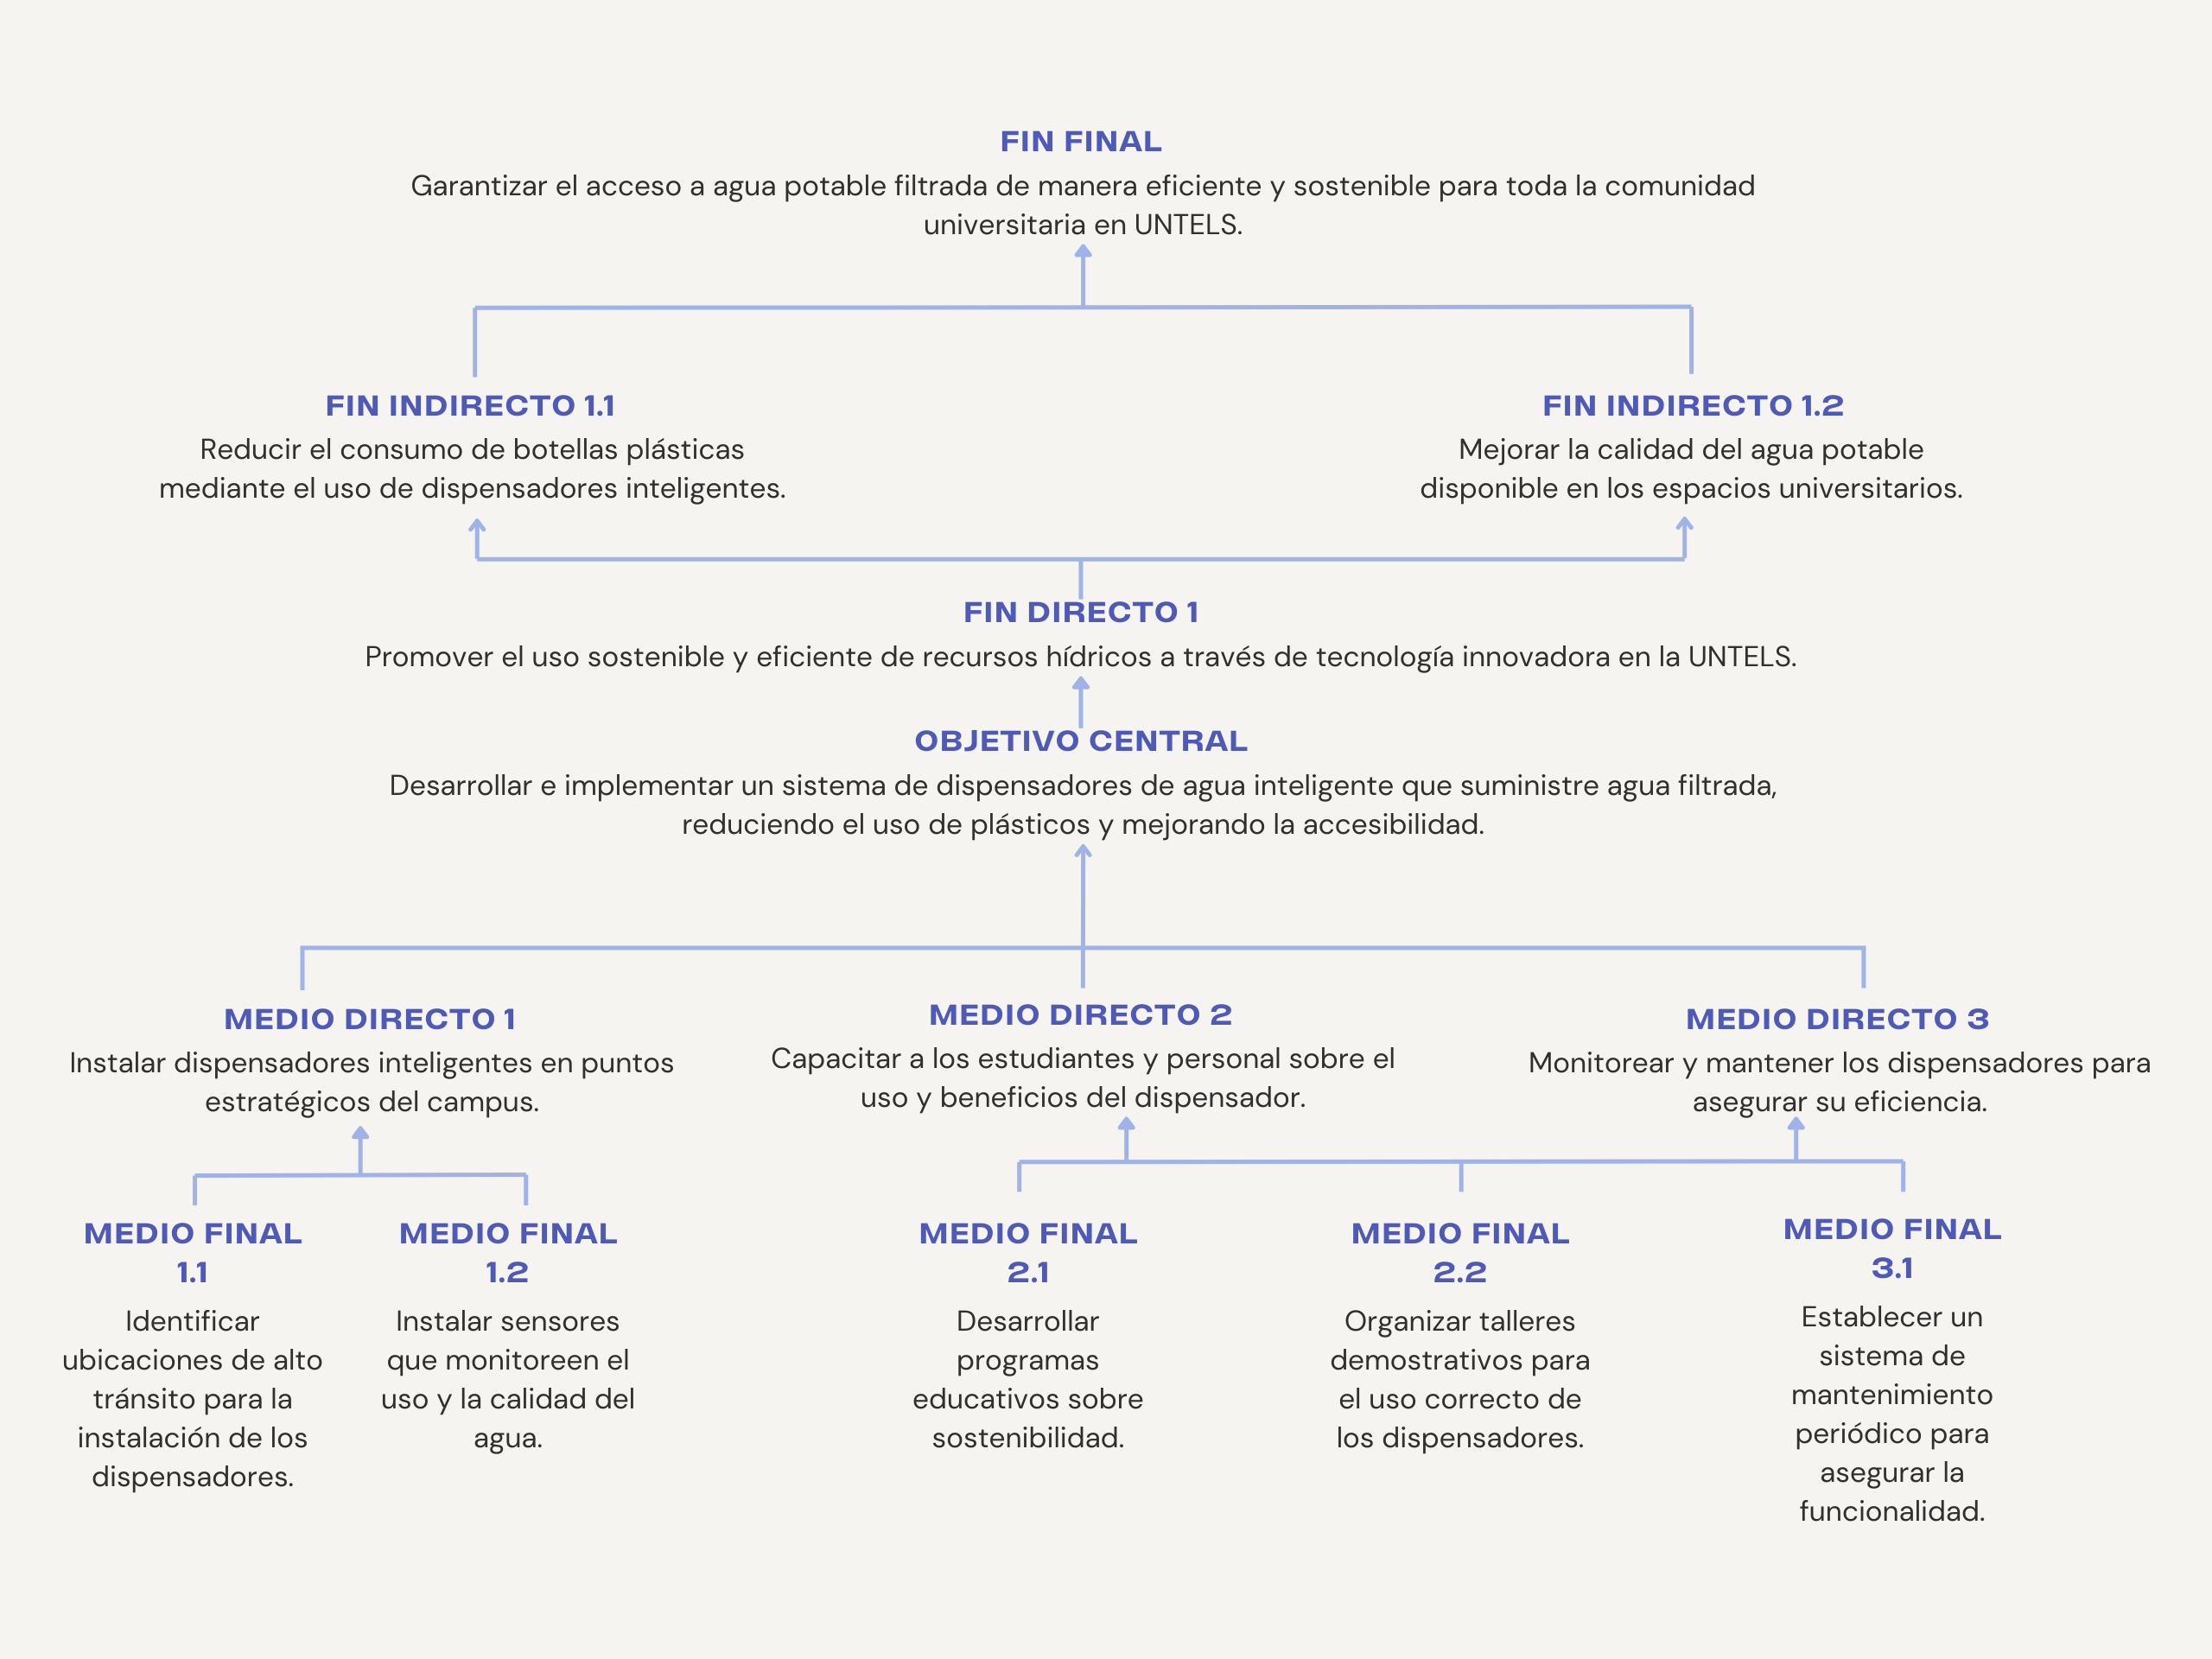 FIN FINAL
Garantizar el acceso a agua potable filtrada de manera eficiente y sostenible para toda la comunidad
universitaria en UNTELS.
FIN INDIRECTO 1.1
Reducir el consumo de botellas plásticas
mediante el uso de dispensadores inteligentes.
FIN INDIRECTO 1.2
Mejorar la calidad del agua potable
disponible en los espacios universitarios.
FIN DIRECTO 1
Promover el uso sostenible y eficiente de recursos hídricos a través de tecnología innovadora en la UNTELS.
OBJETIVO CENTRAL
Desarrollar e implementar un sistema de dispensadores de agua inteligente que suministre agua filtrada,
reduciendo el uso de plásticos y mejorando la accesibilidad.
MEDIO DIRECTO 1
Instalar dispensadores inteligentes en puntos
estratégicos del campus.
MEDIO DIRECTO 2
Capacitar a los estudiantes y personal sobre el
uso y beneficios del dispensador.
MEDIO DIRECTO 3
Monitorear y mantener los dispensadores para
asegurar su eficiencia.
MEDIO FINAL
1.1
Identificar
ubicaciones de alto
tránsito para la
instalación de los
dispensadores.
MEDIO FINAL
1.2
Instalar sensores
que monitoreen el
uso y la calidad del
agua.
MEDIO FINAL
2.1
Desarrollar
programas
educativos sobre
sostenibilidad.
MEDIO FINAL
2.2
Organizar talleres
demostrativos para
el uso correcto de
los dispensadores.
MEDIO FINAL
3.1
Establecer un
sistema de
mantenimiento
periódico para
asegurar la
funcionalidad.